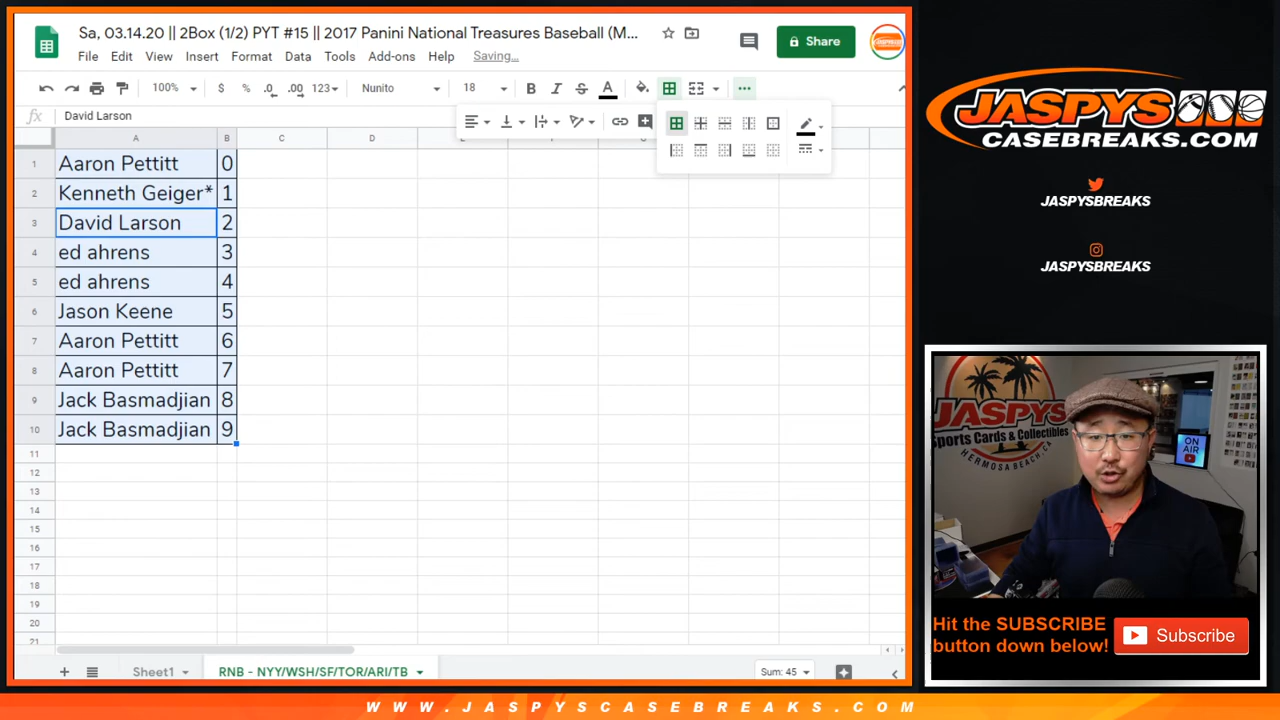 Sa, 03.14.20 || 2Box (1/2) PYT #15 || 2017 Panini National Treasures Baseball (M...
File Edit View Insert Format Data Tools Add-ons Help Saving...
Share
100% $ % .0 .00 123 Nunito 18 B I S A
fx David Larson
A B C D
1 Aaron Pettitt 0
2 Kenneth Geiger* 1
3 David Larson 2
4 ed ahrens 3
5 ed ahrens 4
6 Jason Keene 5
7 Aaron Pettitt 6
8 Aaron Pettitt 7
9 Jack Basmadjian 8
10 Jack Basmadjian 9
11
12
13
14
15
16
17
18
19
20
21
Sheet1 RNB - NYY/WSH/SF/TOR/ARI/TB Sum: 45
WWW.JASPYSCASEBREAKS.COM
JASPYS
CASEBREAKS.COM
JASPYSBREAKS
JASPYSBREAKS
JASPYS
Sports Cards & Collectibles
HERMOSA BEACH, CA
ON AIR
Hit the SUBSCRIBE
button down below!
Subscribe